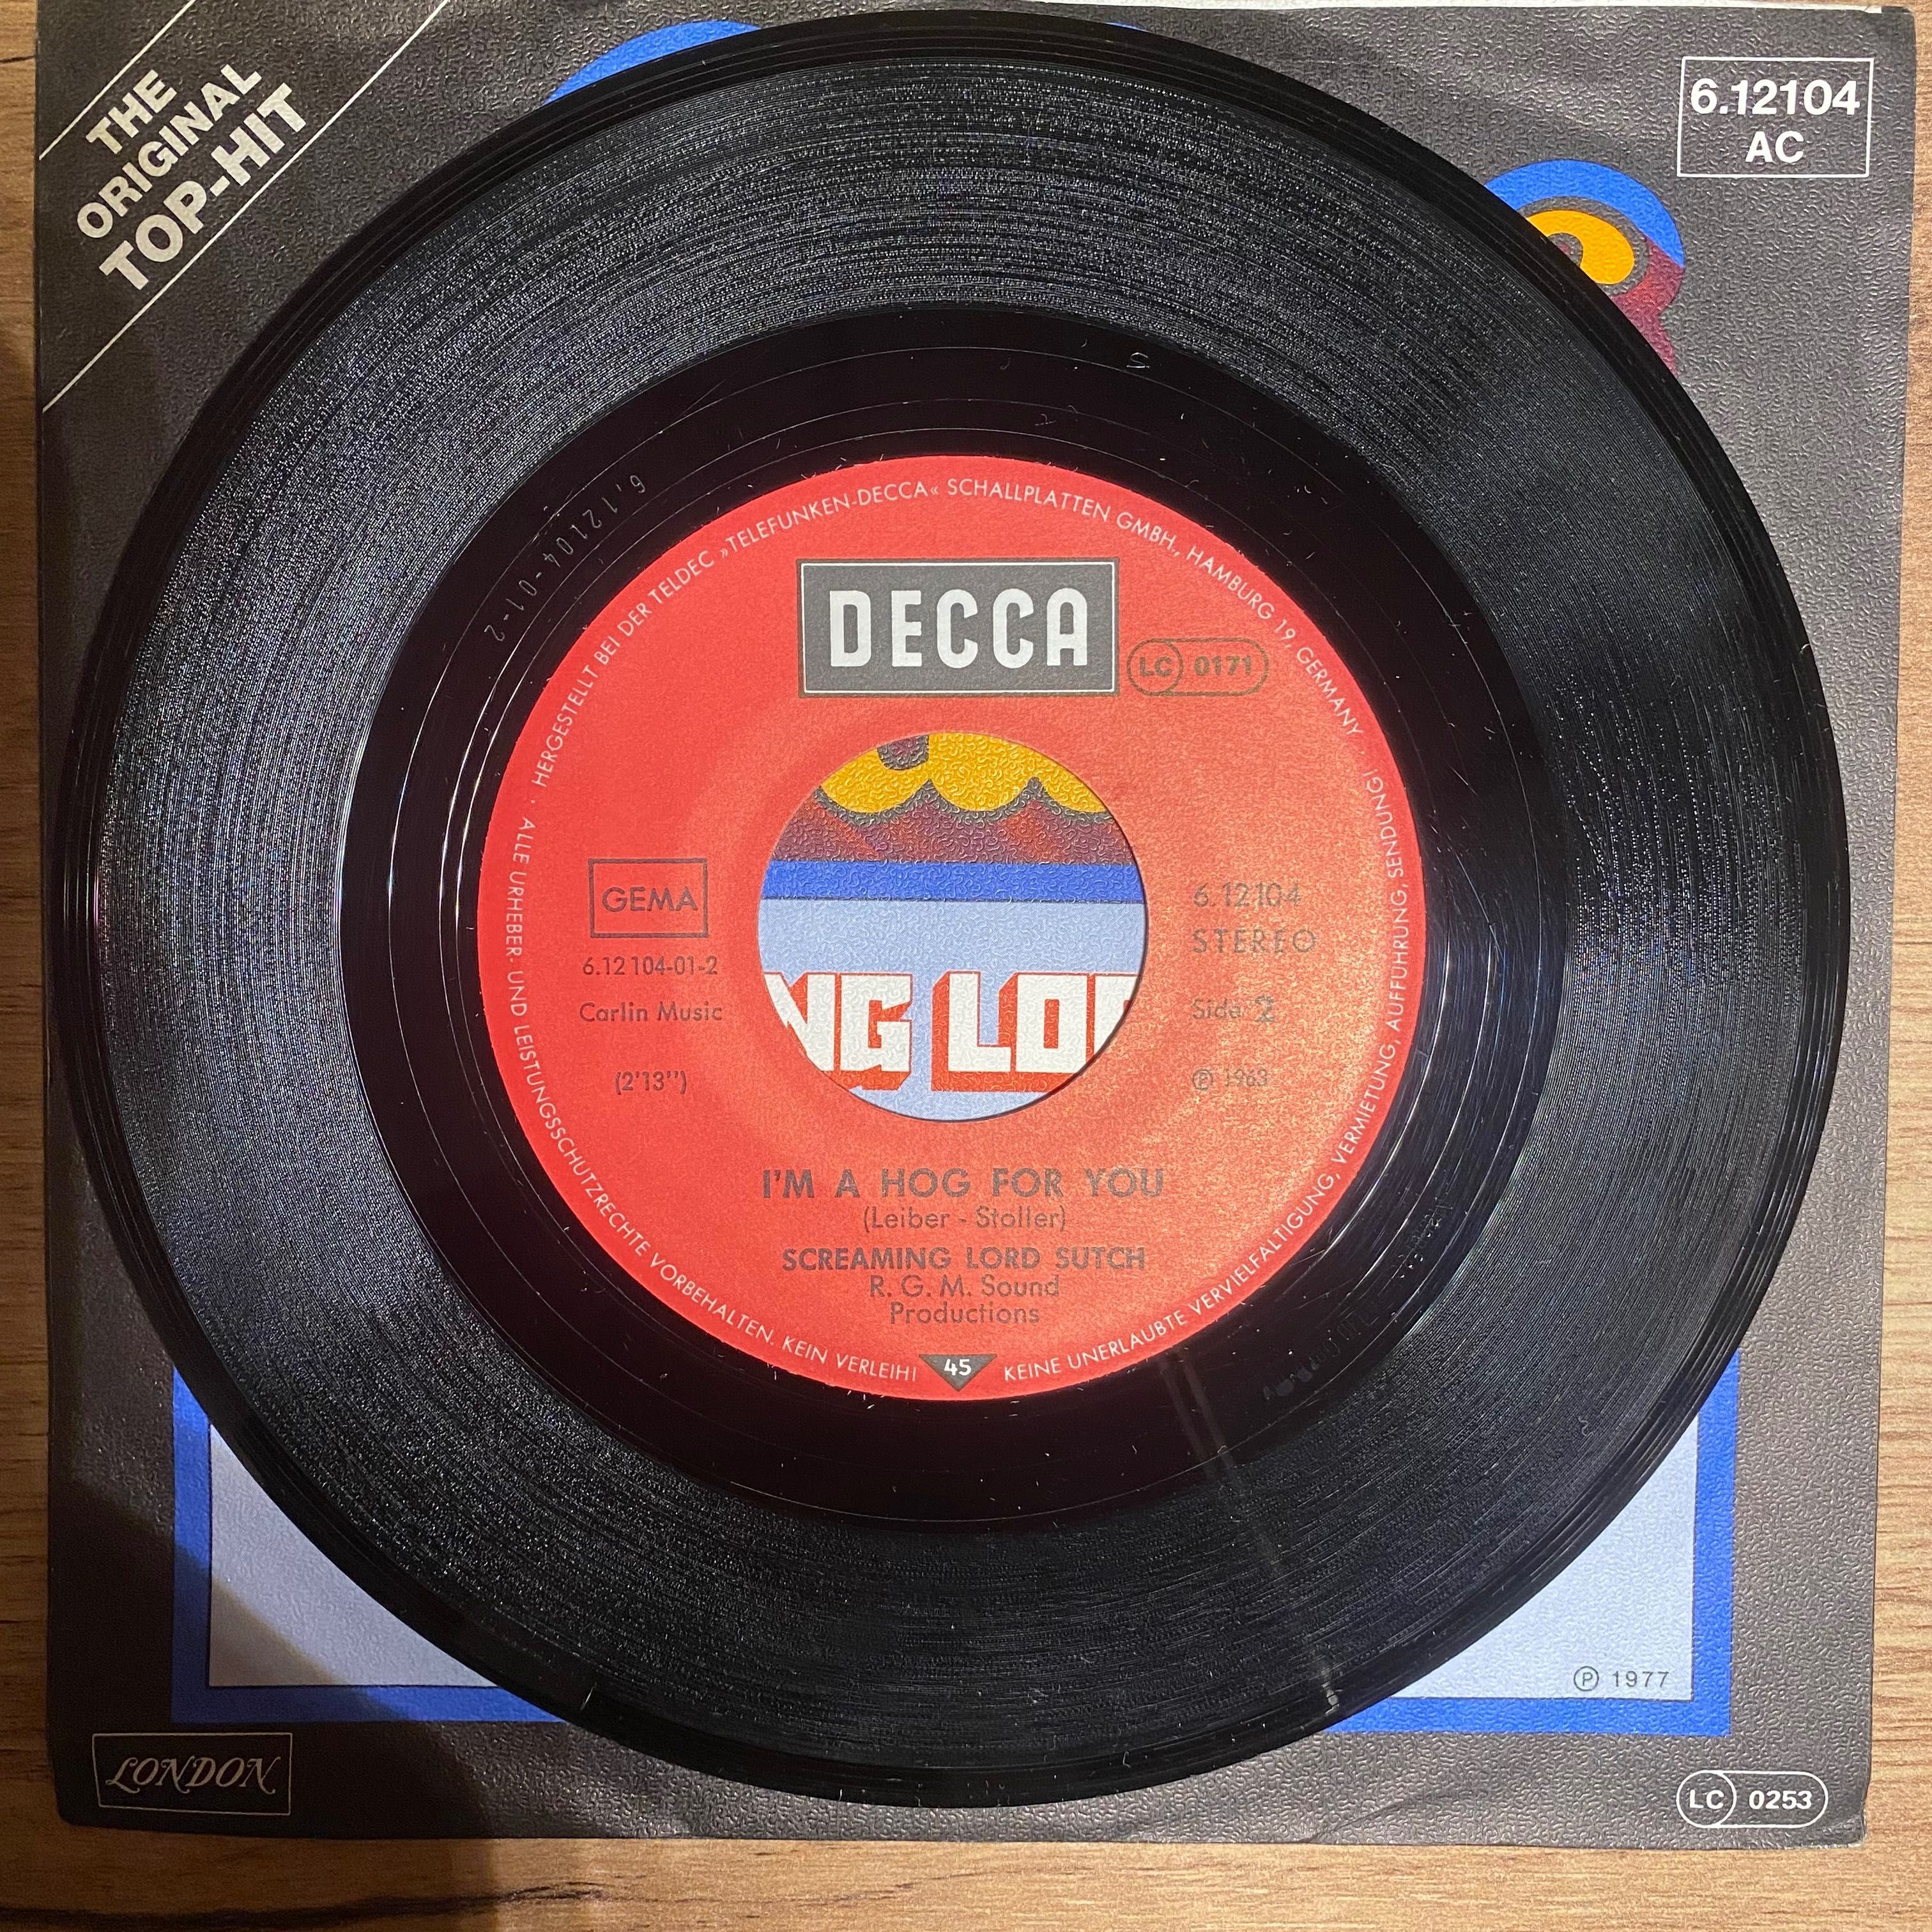 THE
ORIGINAL
TOP-HIT
6.12104
AC
6.12104-01-2
HERGESTELLT BEI DER TELDEC »TELEFUNKEN-DECCA« SCHALLPLATTEN GMBH., HAMBURG 19, GERMANY ·
DECCA
LC 0171
GEMA
6.12 104-01-2
Carlin Music
(2'13'')
NG LO
6.12104
STEREO
Side 2
℗ 1963
I'M A HOG FOR YOU
(Leiber - Stoller)
SCREAMING LORD SUTCH
R. G. M. Sound
Productions
45
· ALLE URHEBER- UND LEISTUNGSSCHUTZRECHTE VORBEHALTEN. KEIN VERLEIH!
KEINE UNERLAUBTE VERVIELFALTIGUNG, VERMIETUNG, AUFFÜHRUNG, SENDUNG!
℗ 1977
LONDON
LC 0253